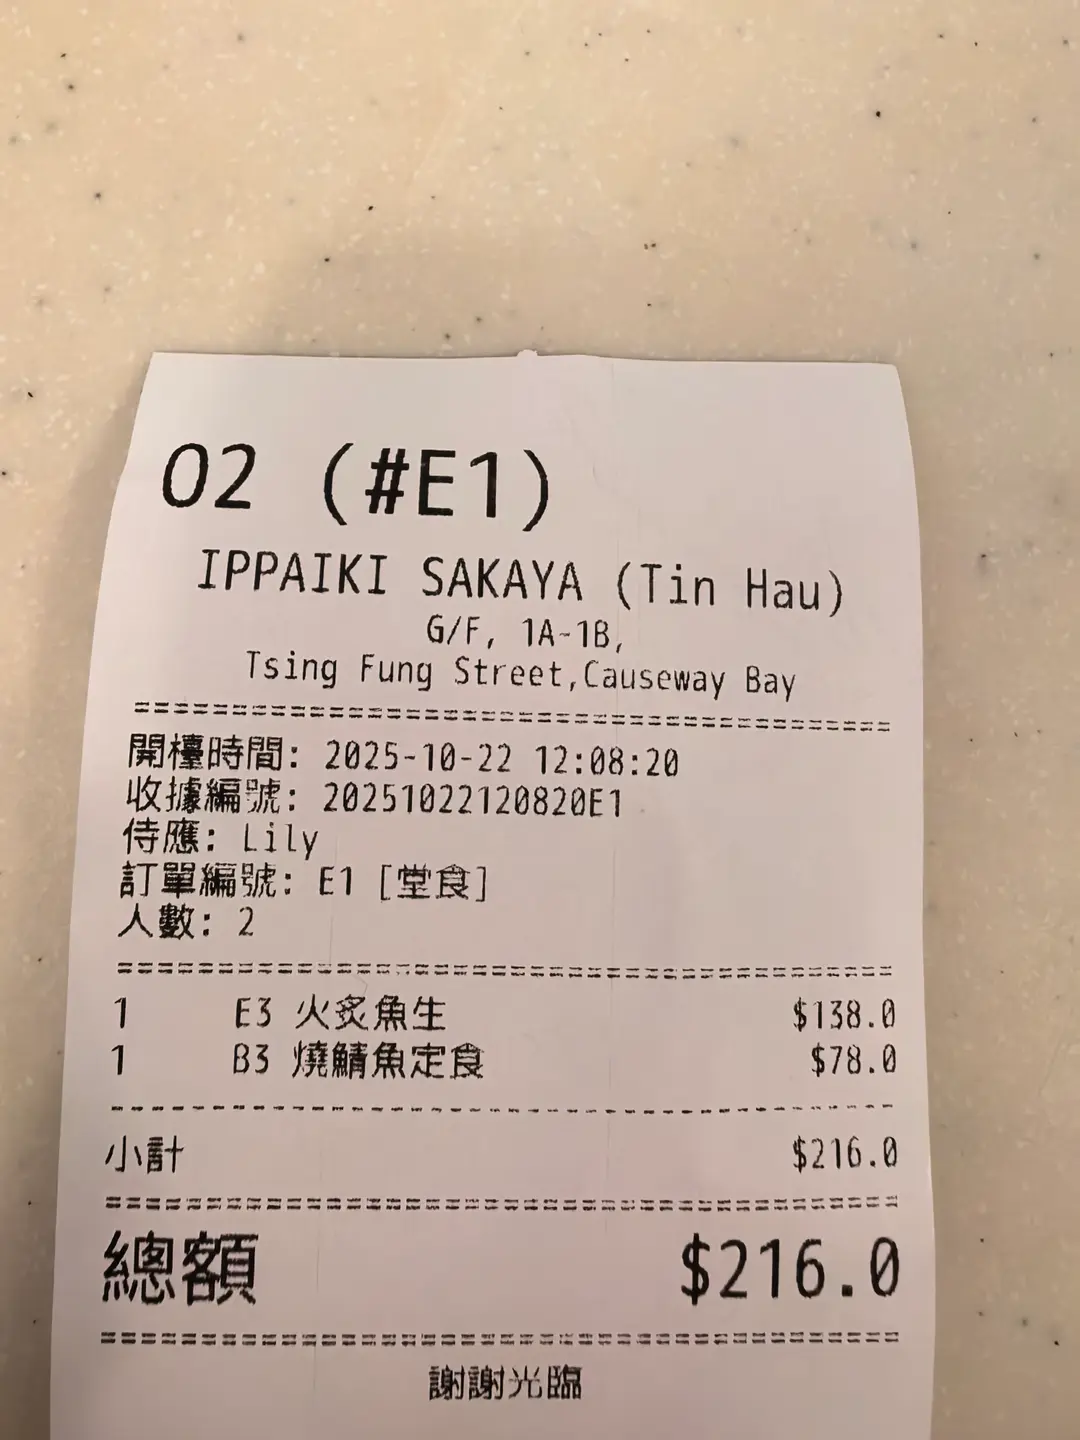 02 (#E1)
IPPAIKI SAKAYA (Tin Hau)
G/F, 1A-1B,
Tsing Fung Street,Causeway Bay
開檯時間: 2025-10-22 12:08:20
收據編號: 20251022120820E1
侍應: Lily
訂單編號: E1 [堂食]
人數: 2
1 E3 火炙魚生 $138.0
1 B3 燒鯖魚定食 $78.0
小計 $216.0
總額 $216.0
謝謝光臨